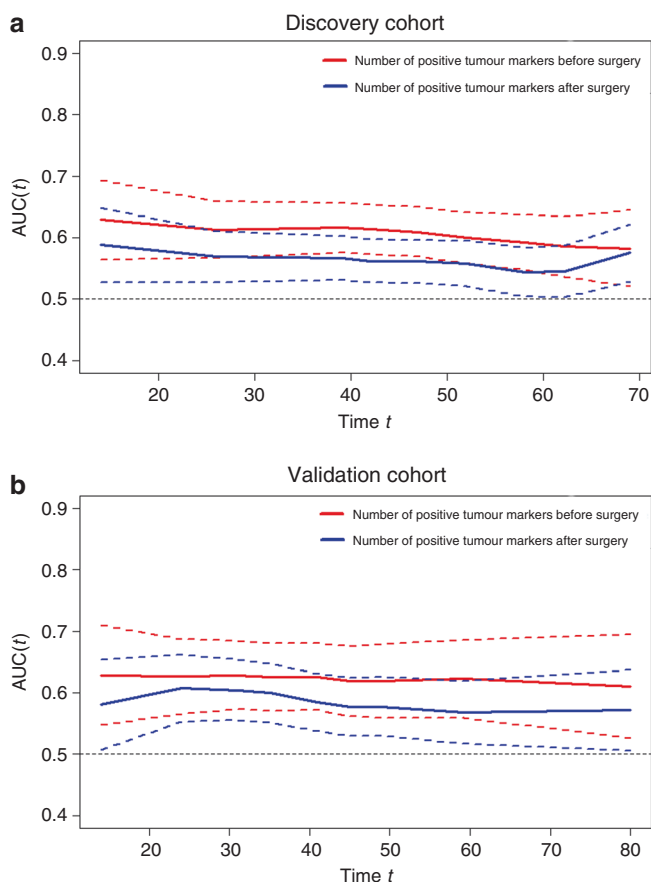 a
Discovery cohort
0.9
0.8
0.7
0.6
0.5
0.4
AUC(t)
Number of positive tumour markers before surgery
Number of positive tumour markers after surgery
20 30 40 50 60 70
Time t
b
Validation cohort
0.9
0.8
0.7
0.6
0.5
0.4
AUC(t)
Number of positive tumour markers before surgery
Number of positive tumour markers after surgery
20 30 40 50 60 70 80
Time t